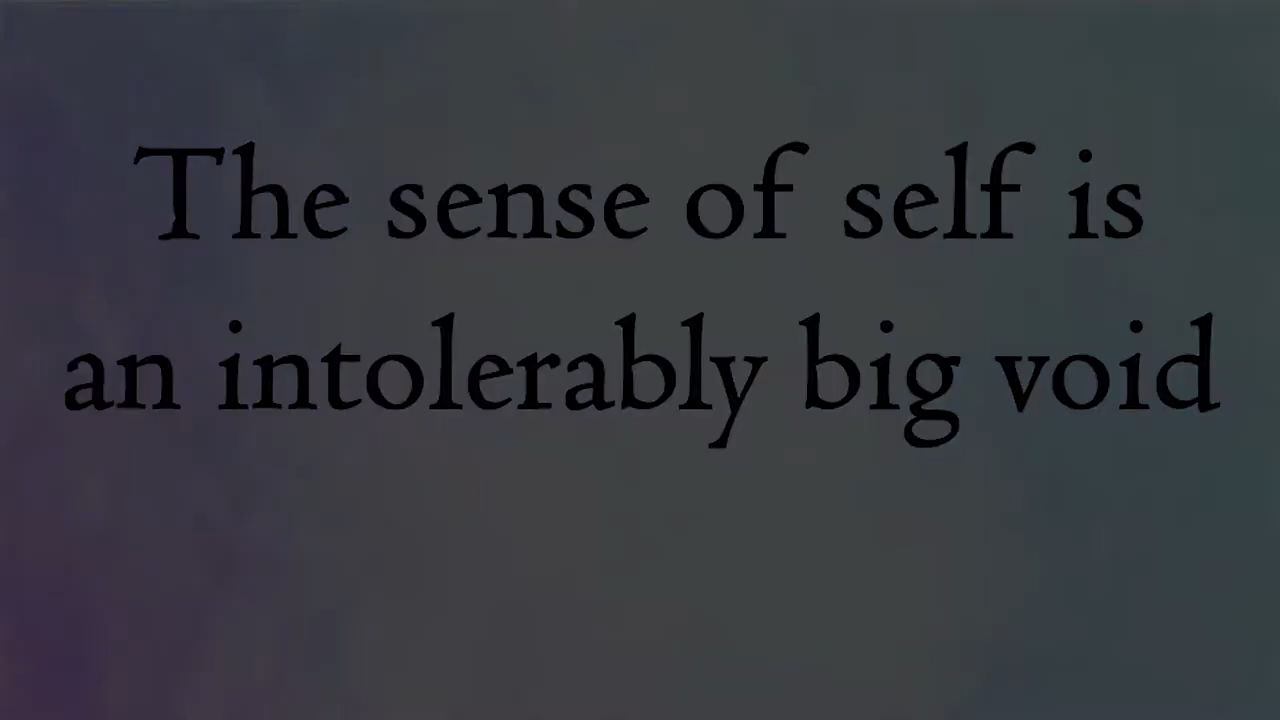 The sense of self is
an intolerably big void